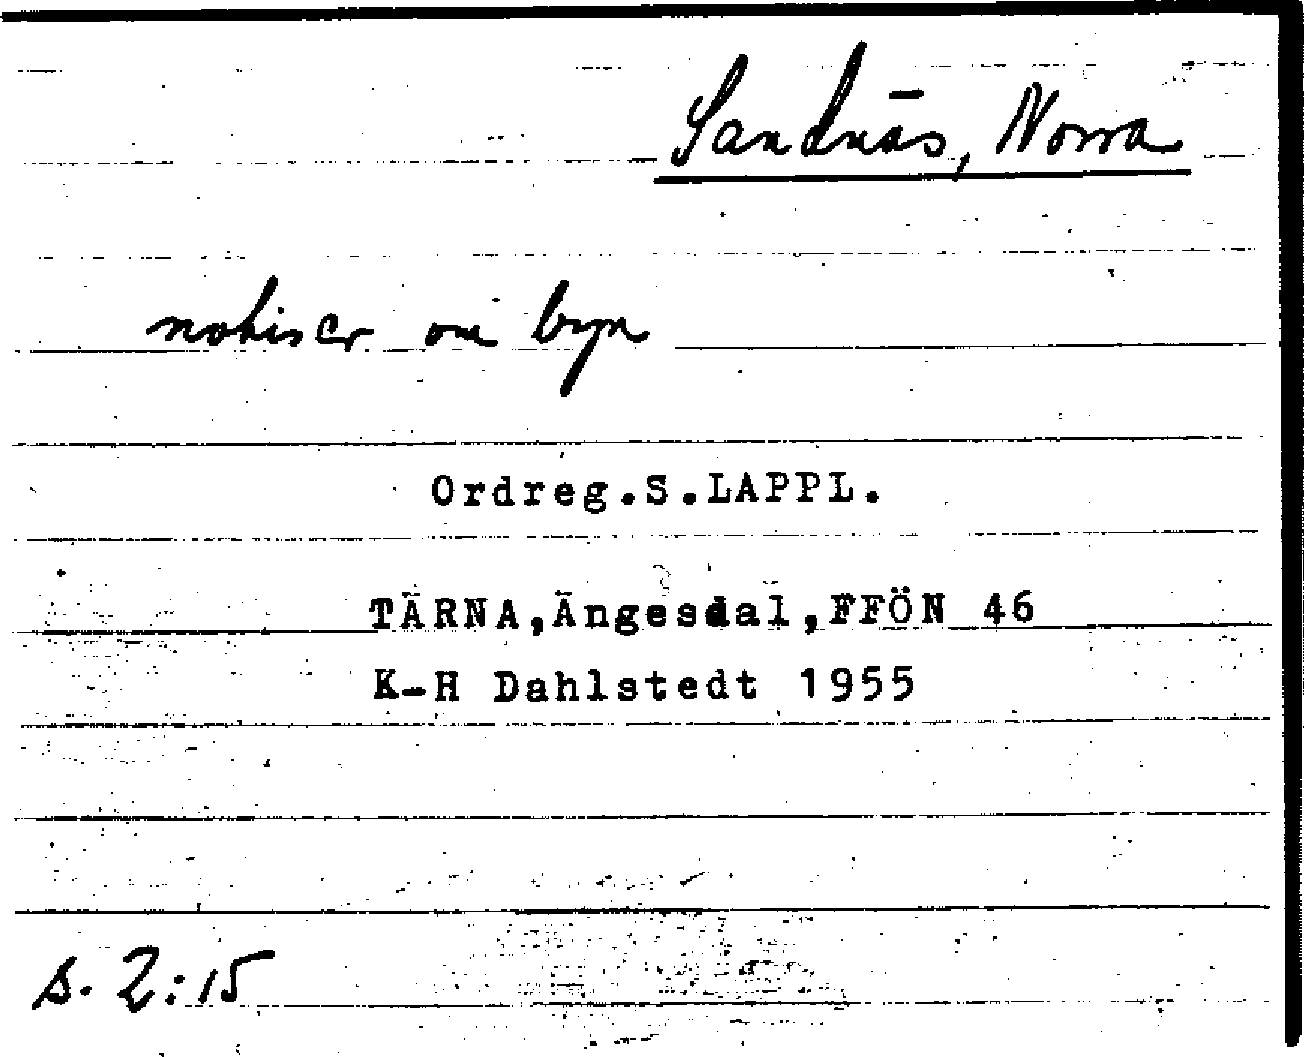 Sandnäs, Norra
notiser om byn
Ordreg.S.LAPPL.
TÄRNA,Ängesdal,FFÖN 46
K-H Dahlstedt 1955
s. 2:15